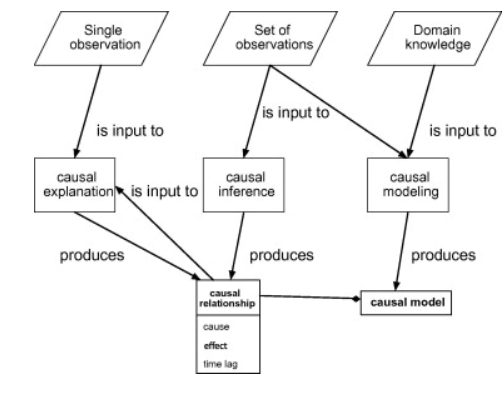 Single
observation
Set of
observations
Domain
knowledge
is input to
is input to
is input to
causal
explanation
is input to
causal
inference
causal
modeling
produces
produces
produces
causal
relationship
cause
effect
time lag
causal model